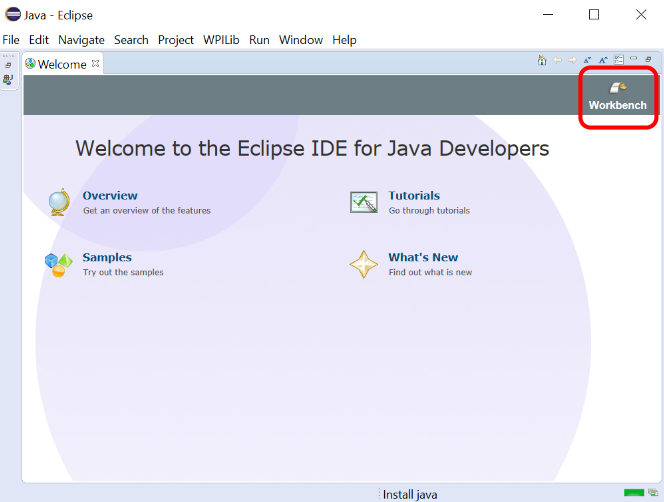 Java - Eclipse
File Edit Navigate Search Project WPILib Run Window Help
Welcome
Workbench
Welcome to the Eclipse IDE for Java Developers
Overview
Get an overview of the features
Tutorials
Go through tutorials
Samples
Try out the samples
What's New
Find out what is new
Install java